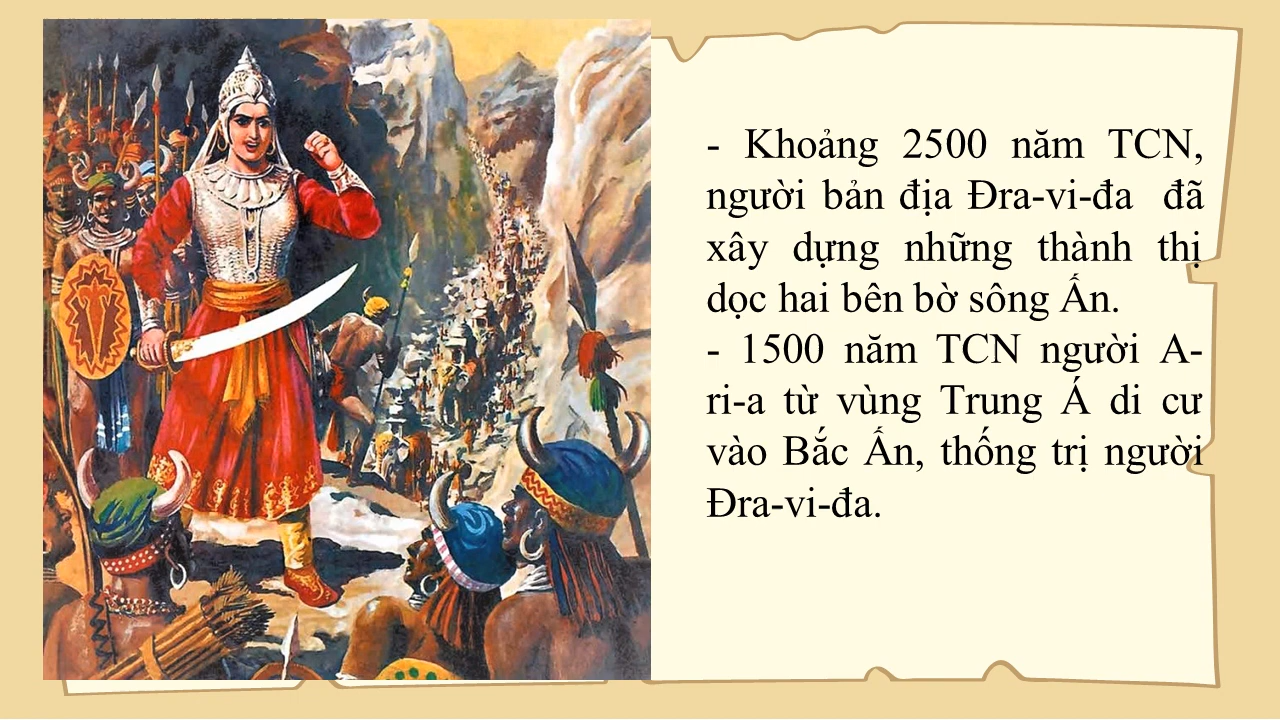 - Khoảng 2500 năm TCN,
người bản địa Đra-vi-đa đã
xây dựng những thành thị
dọc hai bên bờ sông Ấn.
- 1500 năm TCN người A-
ri-a từ vùng Trung Á di cư
vào Bắc Ấn, thống trị người
Đra-vi-đa.